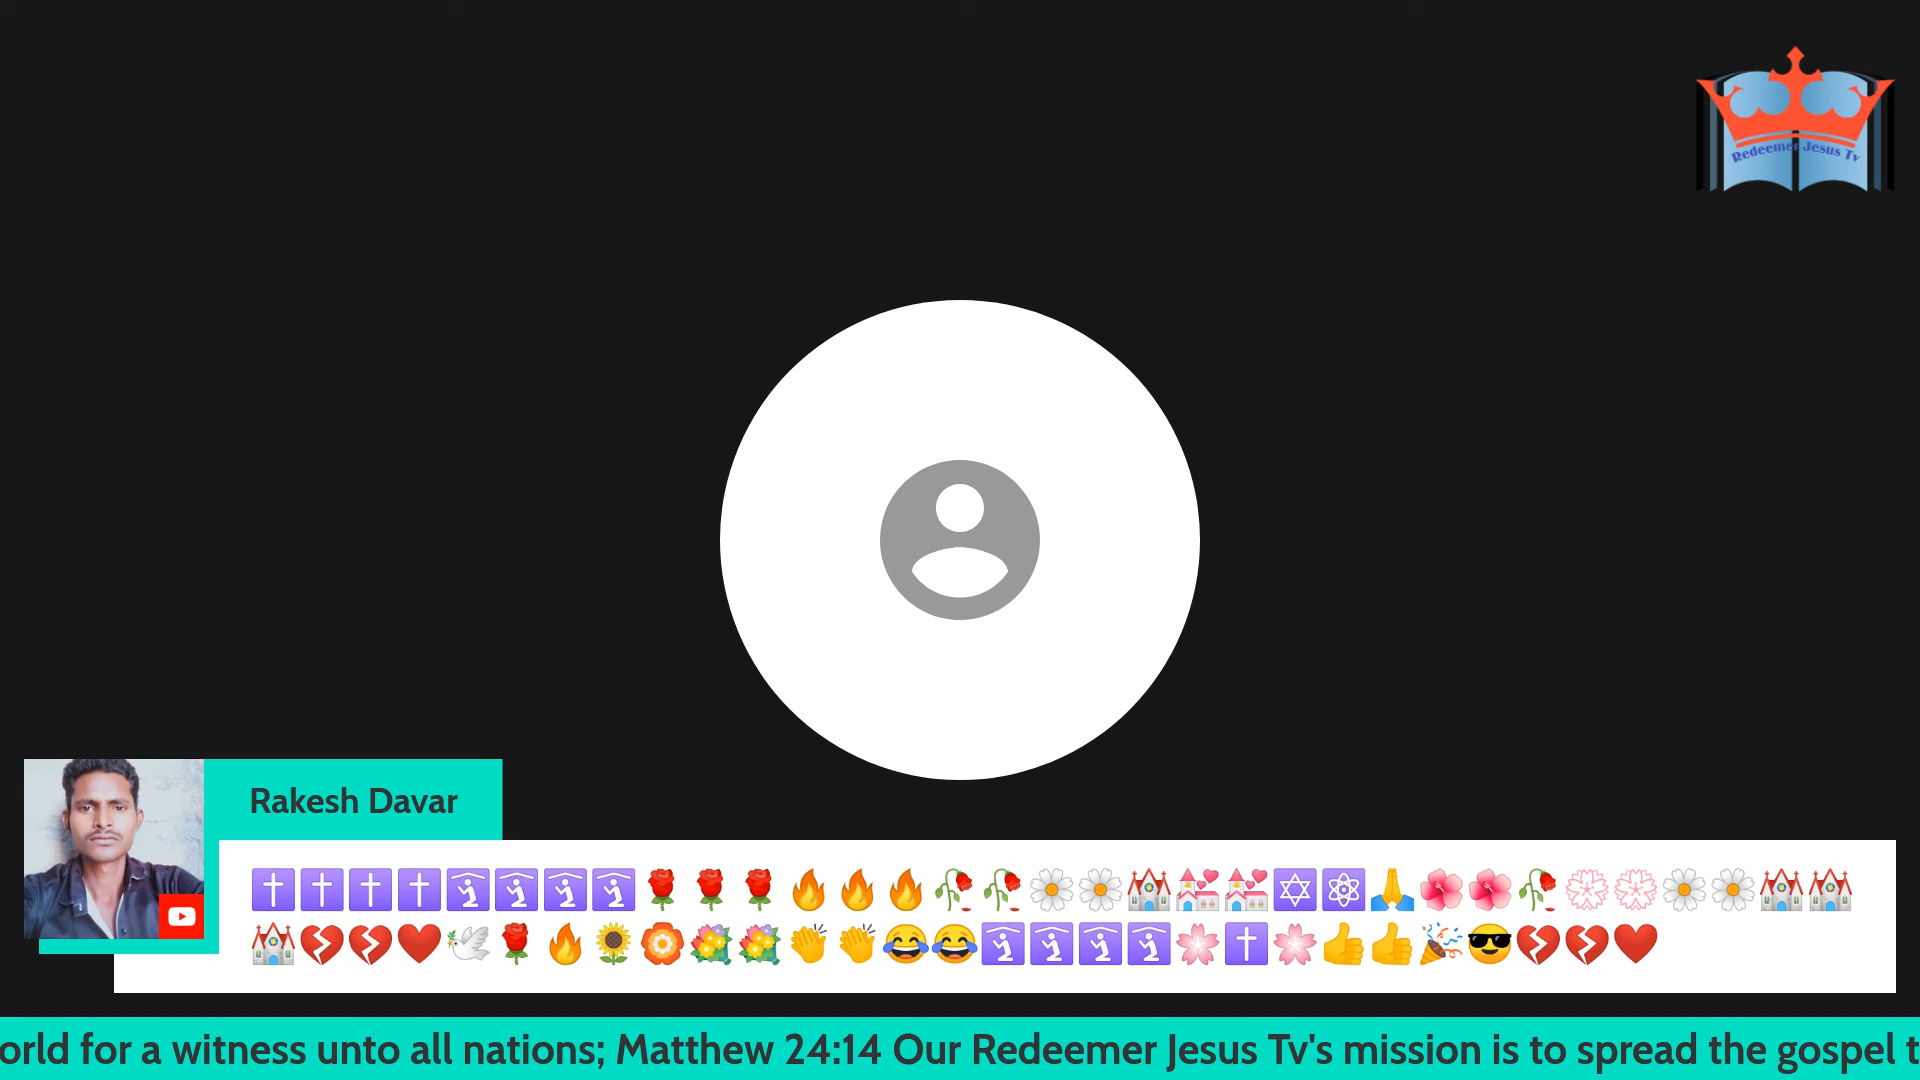 Redeemer Jesus Tv
Rakesh Davar
✝️✝️✝️✝️🛐🛐🛐🛐🌹🌹🌹🔥🔥🔥🥀🥀🌼🌼⛪💒💒✡️⚛️🙏🌺🌺🥀💮💮🌼🌼⛪⛪
⛪💔💔❤️🕊️🌹🔥🌻🏵️💐💐👏👏😂😂🛐🛐🛐🛐🌸✝️🌸👍👍🎉😎💔💔❤️
orld for a witness unto all nations; Matthew 24:14 Our Redeemer Jesus Tv's mission is to spread the gospel t